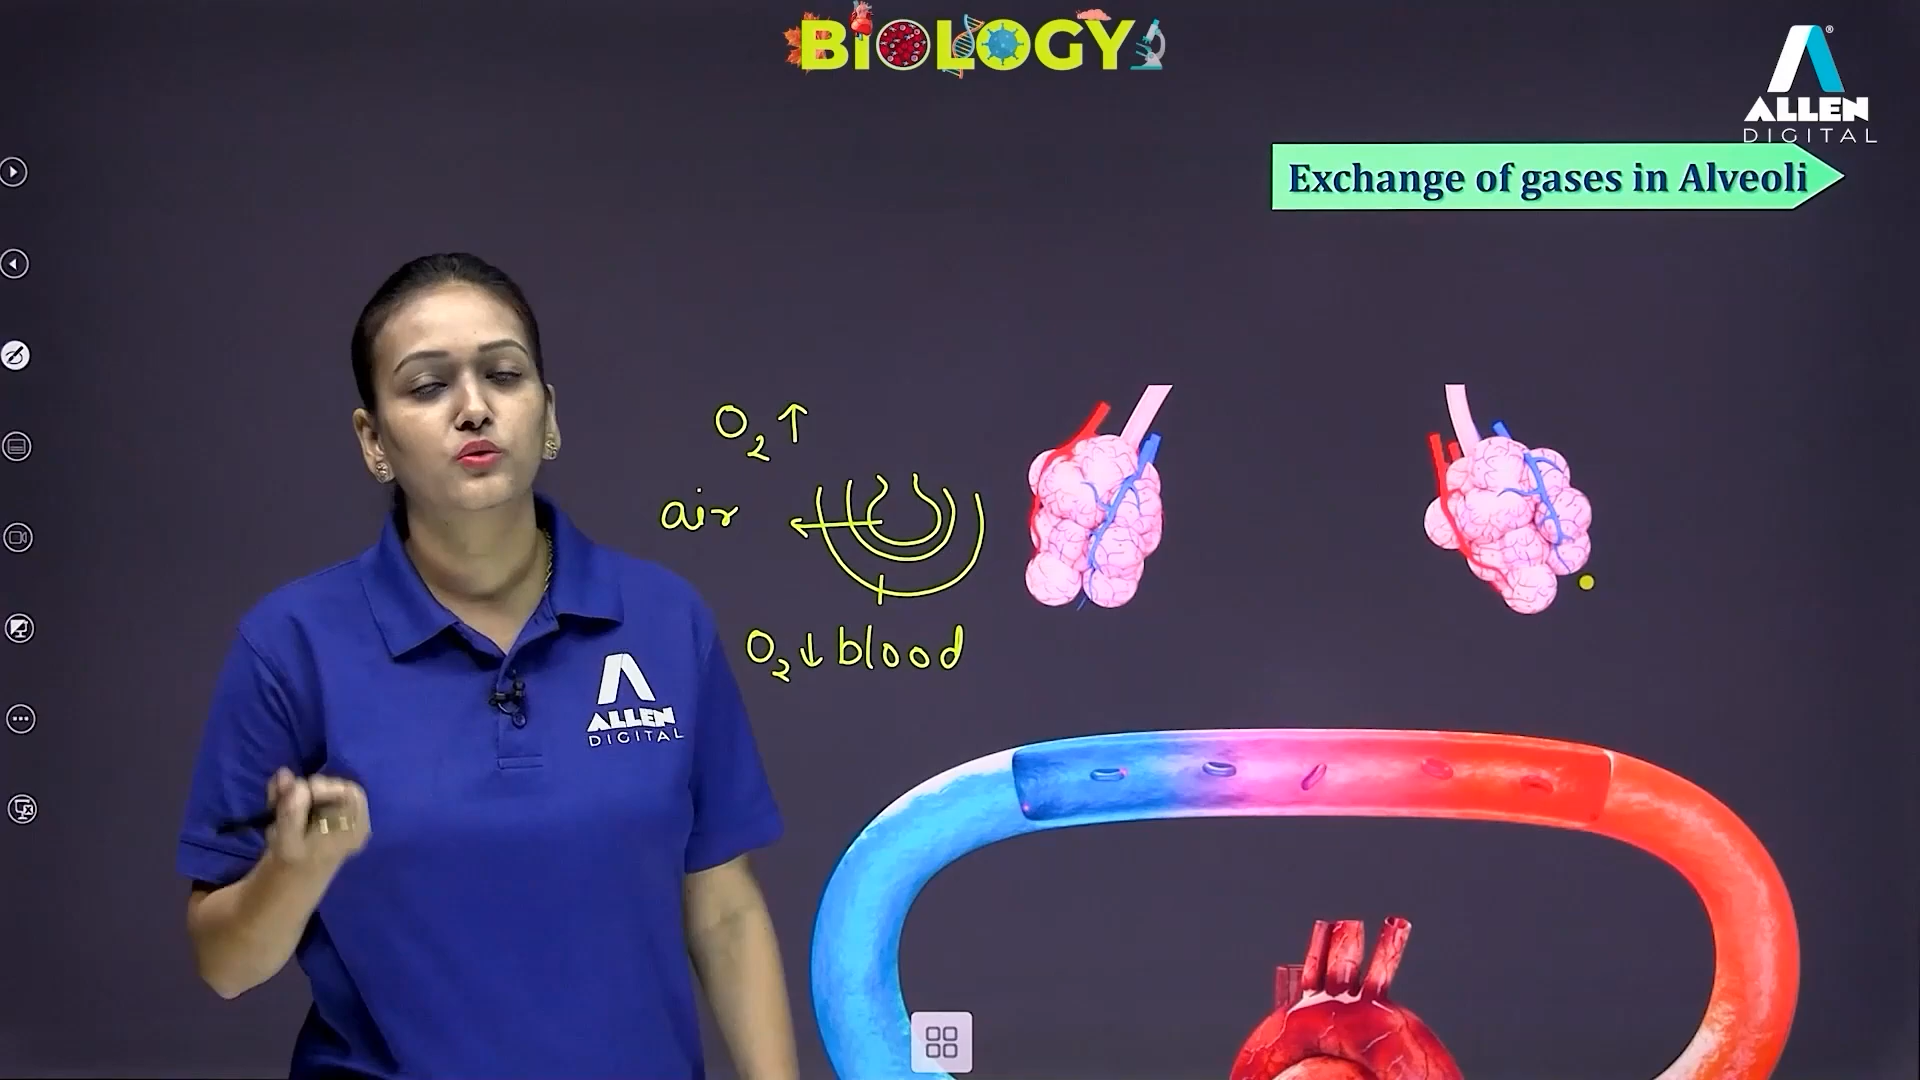 BIOLOGY
ALLEN
DIGITAL
Exchange of gases in Alveoli
O₂ ↑
air
O₂ ↓ blood
ALLEN
DIGITAL